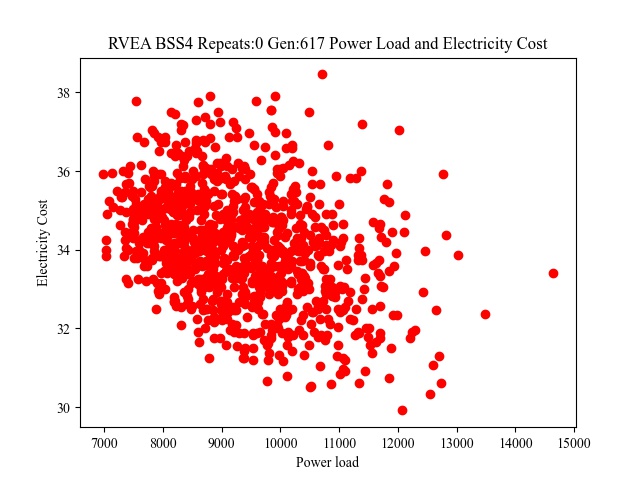 RVEA BSS4 Repeats:0 Gen:617 Power Load and Electricity Cost
Electricity Cost
38
36
34
32
30
7000 8000 9000 10000 11000 12000 13000 14000 15000
Power load